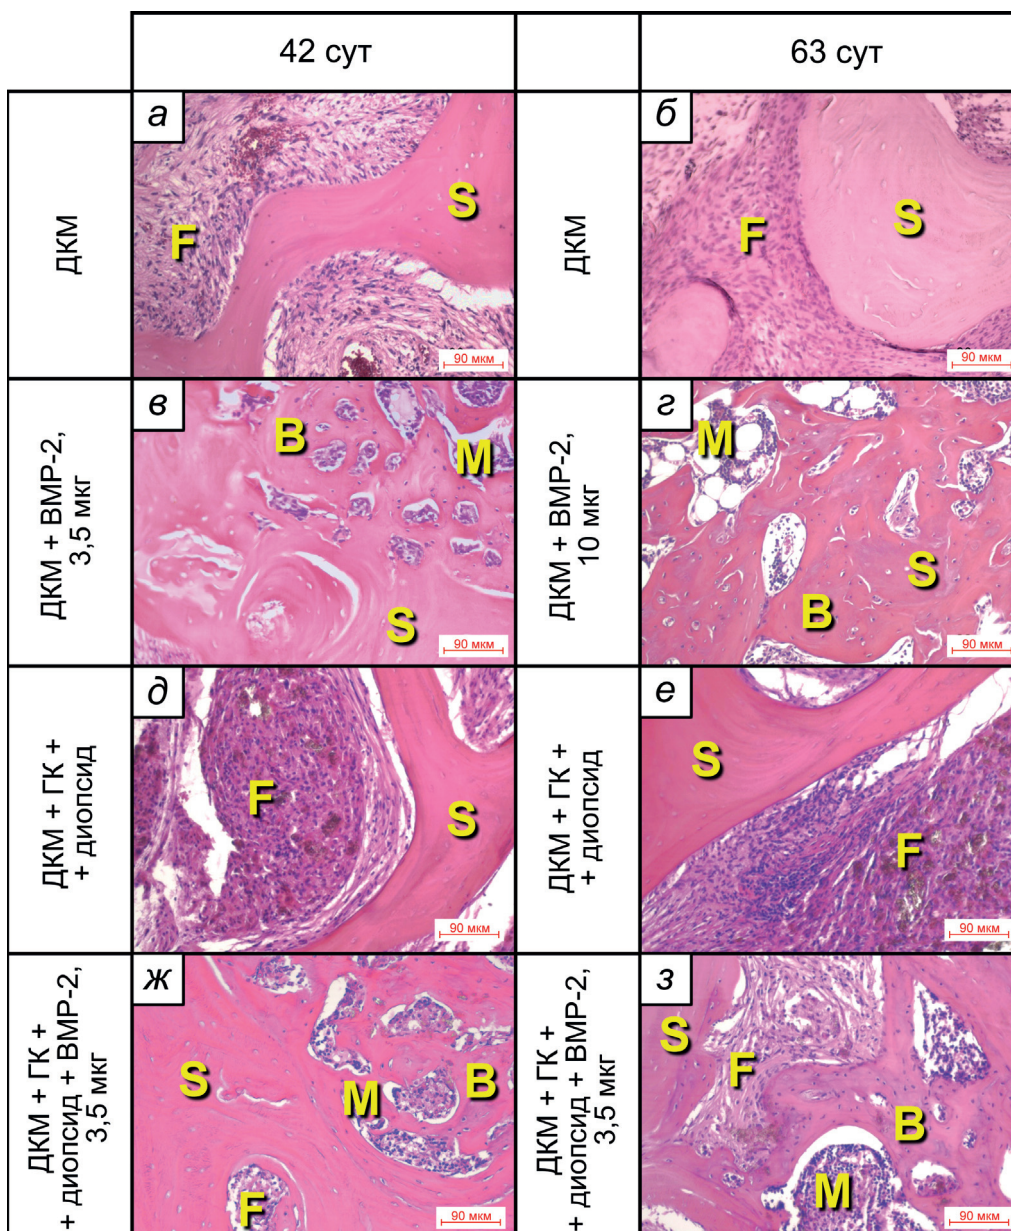 42 сут
63 сут
ДКМ
а
F
S
90 мкм
ДКМ
б
F
S
90 мкм
ДКМ + BMP-2,
3,5 мкг
в
B
M
S
90 мкм
ДКМ + BMP-2,
10 мкг
г
M
S
B
90 мкм
ДКМ + ГК +
+ диопсид
д
F
S
90 мкм
ДКМ + ГК +
+ диопсид
е
S
F
90 мкм
ДКМ + ГК +
+ диопсид + BMP-2,
3,5 мкг
ж
S
M
B
F
90 мкм
ДКМ + ГК +
+ диопсид + BMP-2,
3,5 мкг
з
S
F
B
M
90 мкм